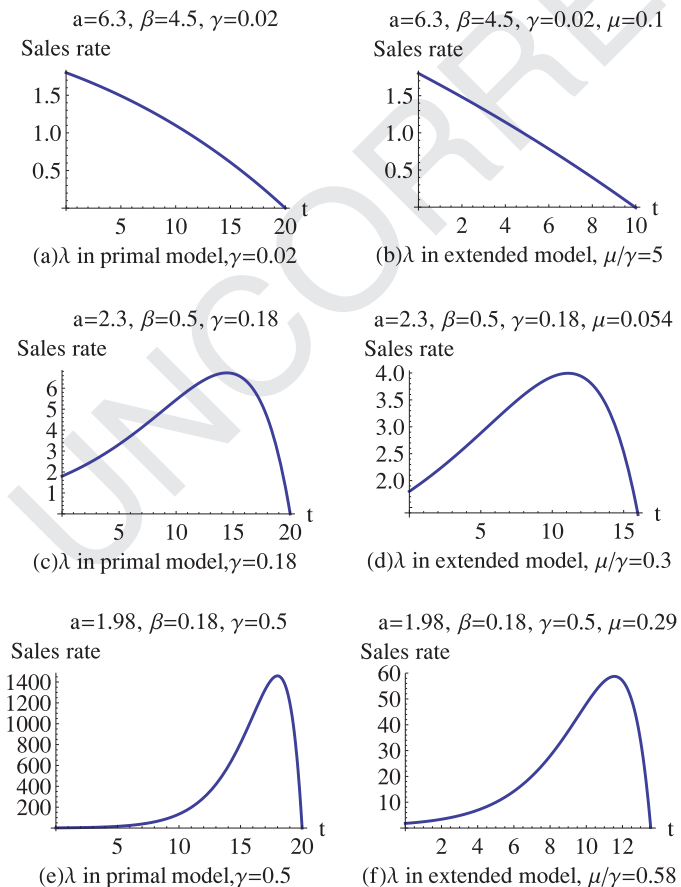 a=6.3, β=4.5, γ=0.02
Sales rate
1.5
1.0
0.5
5 10 15 20 t
(a)λ in primal model,γ=0.02
a=6.3, β=4.5, γ=0.02, μ=0.1
Sales rate
1.5
1.0
0.5
2 4 6 8 10 t
(b)λ in extended model, μ/γ=5
a=2.3, β=0.5, γ=0.18
Sales rate
6
5
4
3
2
1
5 10 15 20 t
(c)λ in primal model,γ=0.18
a=2.3, β=0.5, γ=0.18, μ=0.054
Sales rate
4.0
3.5
3.0
2.5
2.0
5 10 15 t
(d)λ in extended model, μ/γ=0.3
a=1.98, β=0.18, γ=0.5
Sales rate
1400
1200
1000
800
600
400
200
5 10 15 20 t
(e)λ in primal model,γ=0.5
a=1.98, β=0.18, γ=0.5, μ=0.29
Sales rate
60
50
40
30
20
10
2 4 6 8 10 12 t
(f)λ in extended model, μ/γ=0.58
UNCORRE